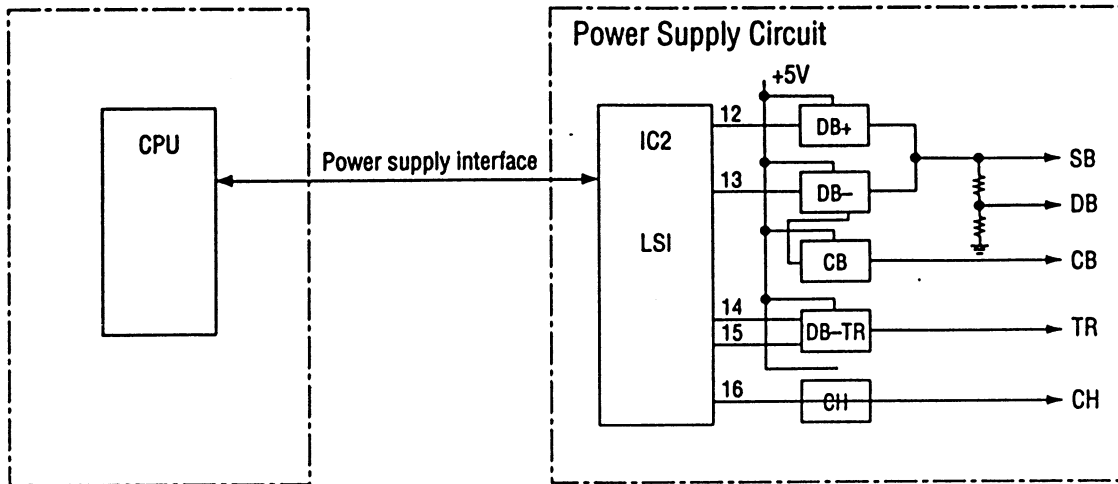 Power Supply Circuit
+5V
CPU
Power supply interface
IC2
LSI
12
DB+
13
DB–
CB
14
15
DB–TR
16
CH
SB
DB
CB
TR
CH